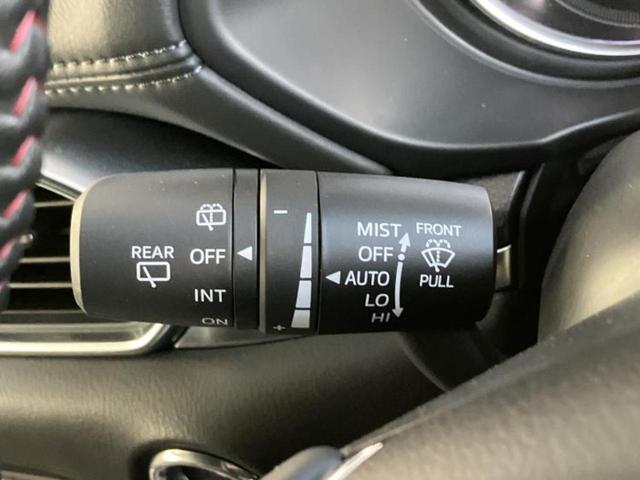 REAR
OFF
INT
ON
−
+
MIST
OFF
AUTO
LO
HI
FRONT
PULL